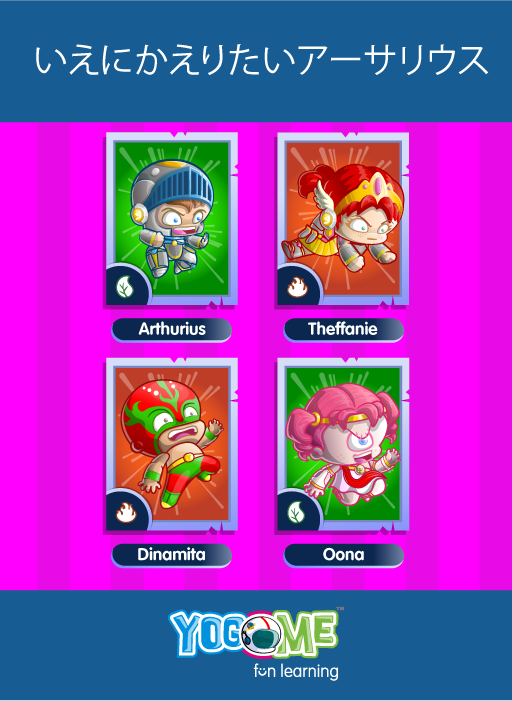 いえにかえりたいアーサリウス
Arthurius
Theffanie
Dinamita
Oona
YOGOME™
fun learning